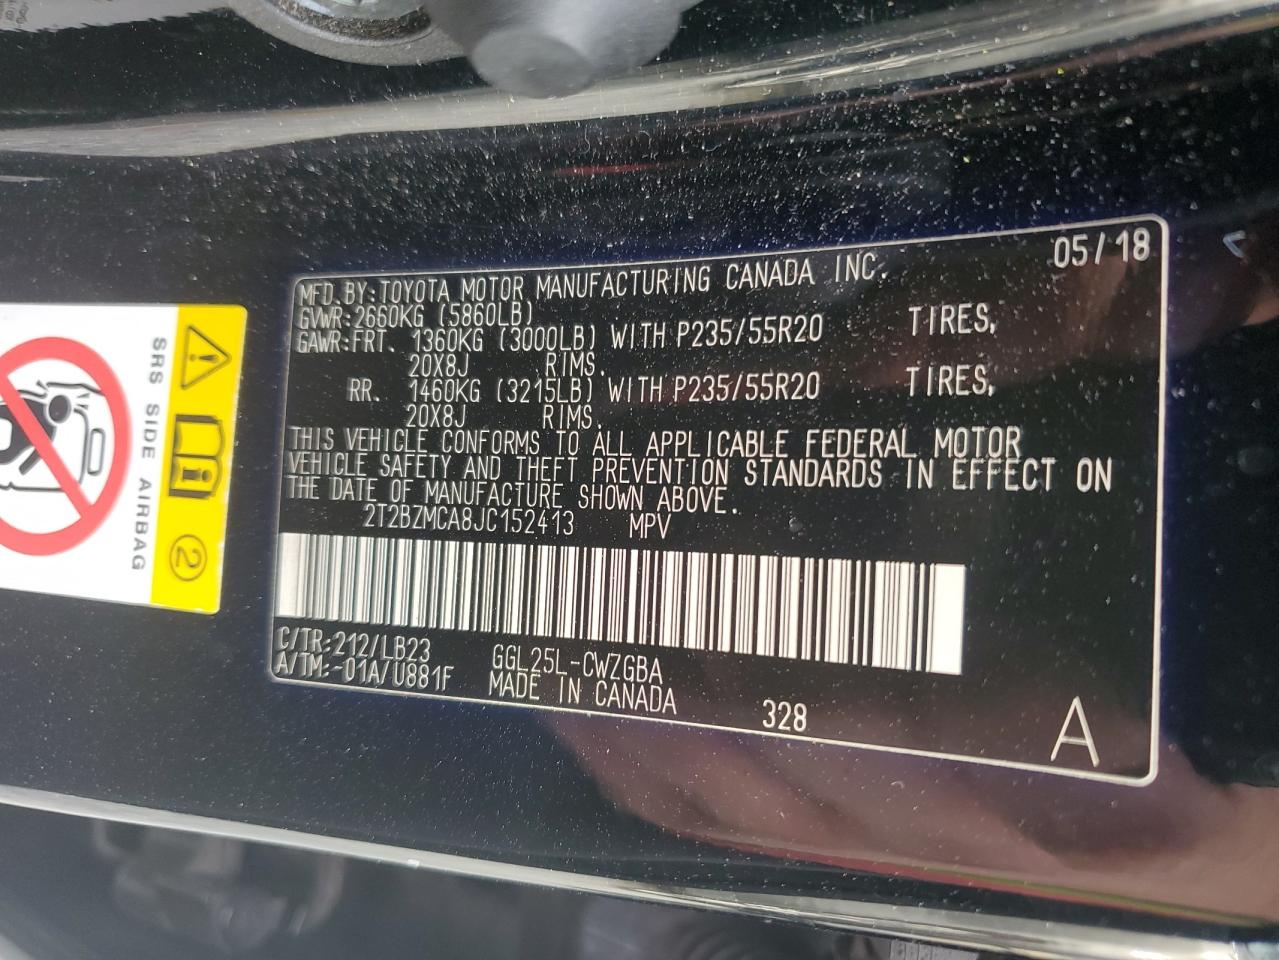 MFD.BY:TOYOTA MOTOR MANUFACTURING CANADA INC. 05/18
GVWR:2660KG (5860LB)
GAWR:FRT. 1360KG (3000LB) WITH P235/55R20 TIRES,
20X8J RIMS.
RR. 1460KG (3215LB) WITH P235/55R20 TIRES,
20X8J RIMS.
THIS VEHICLE CONFORMS TO ALL APPLICABLE FEDERAL MOTOR
VEHICLE SAFETY AND THEFT PREVENTION STANDARDS IN EFFECT ON
THE DATE OF MANUFACTURE SHOWN ABOVE.
2T2BZMCA8JC152413 MPV
C/TR:212/LB23 GGL25L-CWZGBA
A/TM:-01A/U881F MADE IN CANADA 328
A
SRS SIDE AIRBAG
2